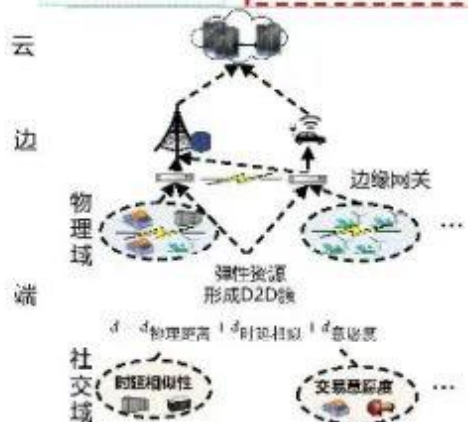 云
边
边缘网关
物理域
...
弹性资源
形成D2D簇
端
d = d物理距离 + d时延相似 + d意愿度
社交域
时延相似性
交易意愿度
...